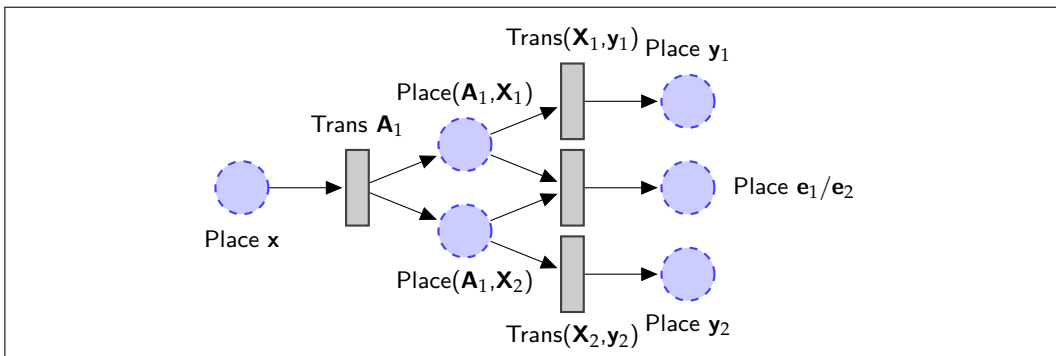 Trans(X₁,y₁)
Place y₁
Place(A₁,X₁)
Trans A₁
Place e₁/e₂
Place x
Place(A₁,X₂)
Trans(X₂,y₂)
Place y₂